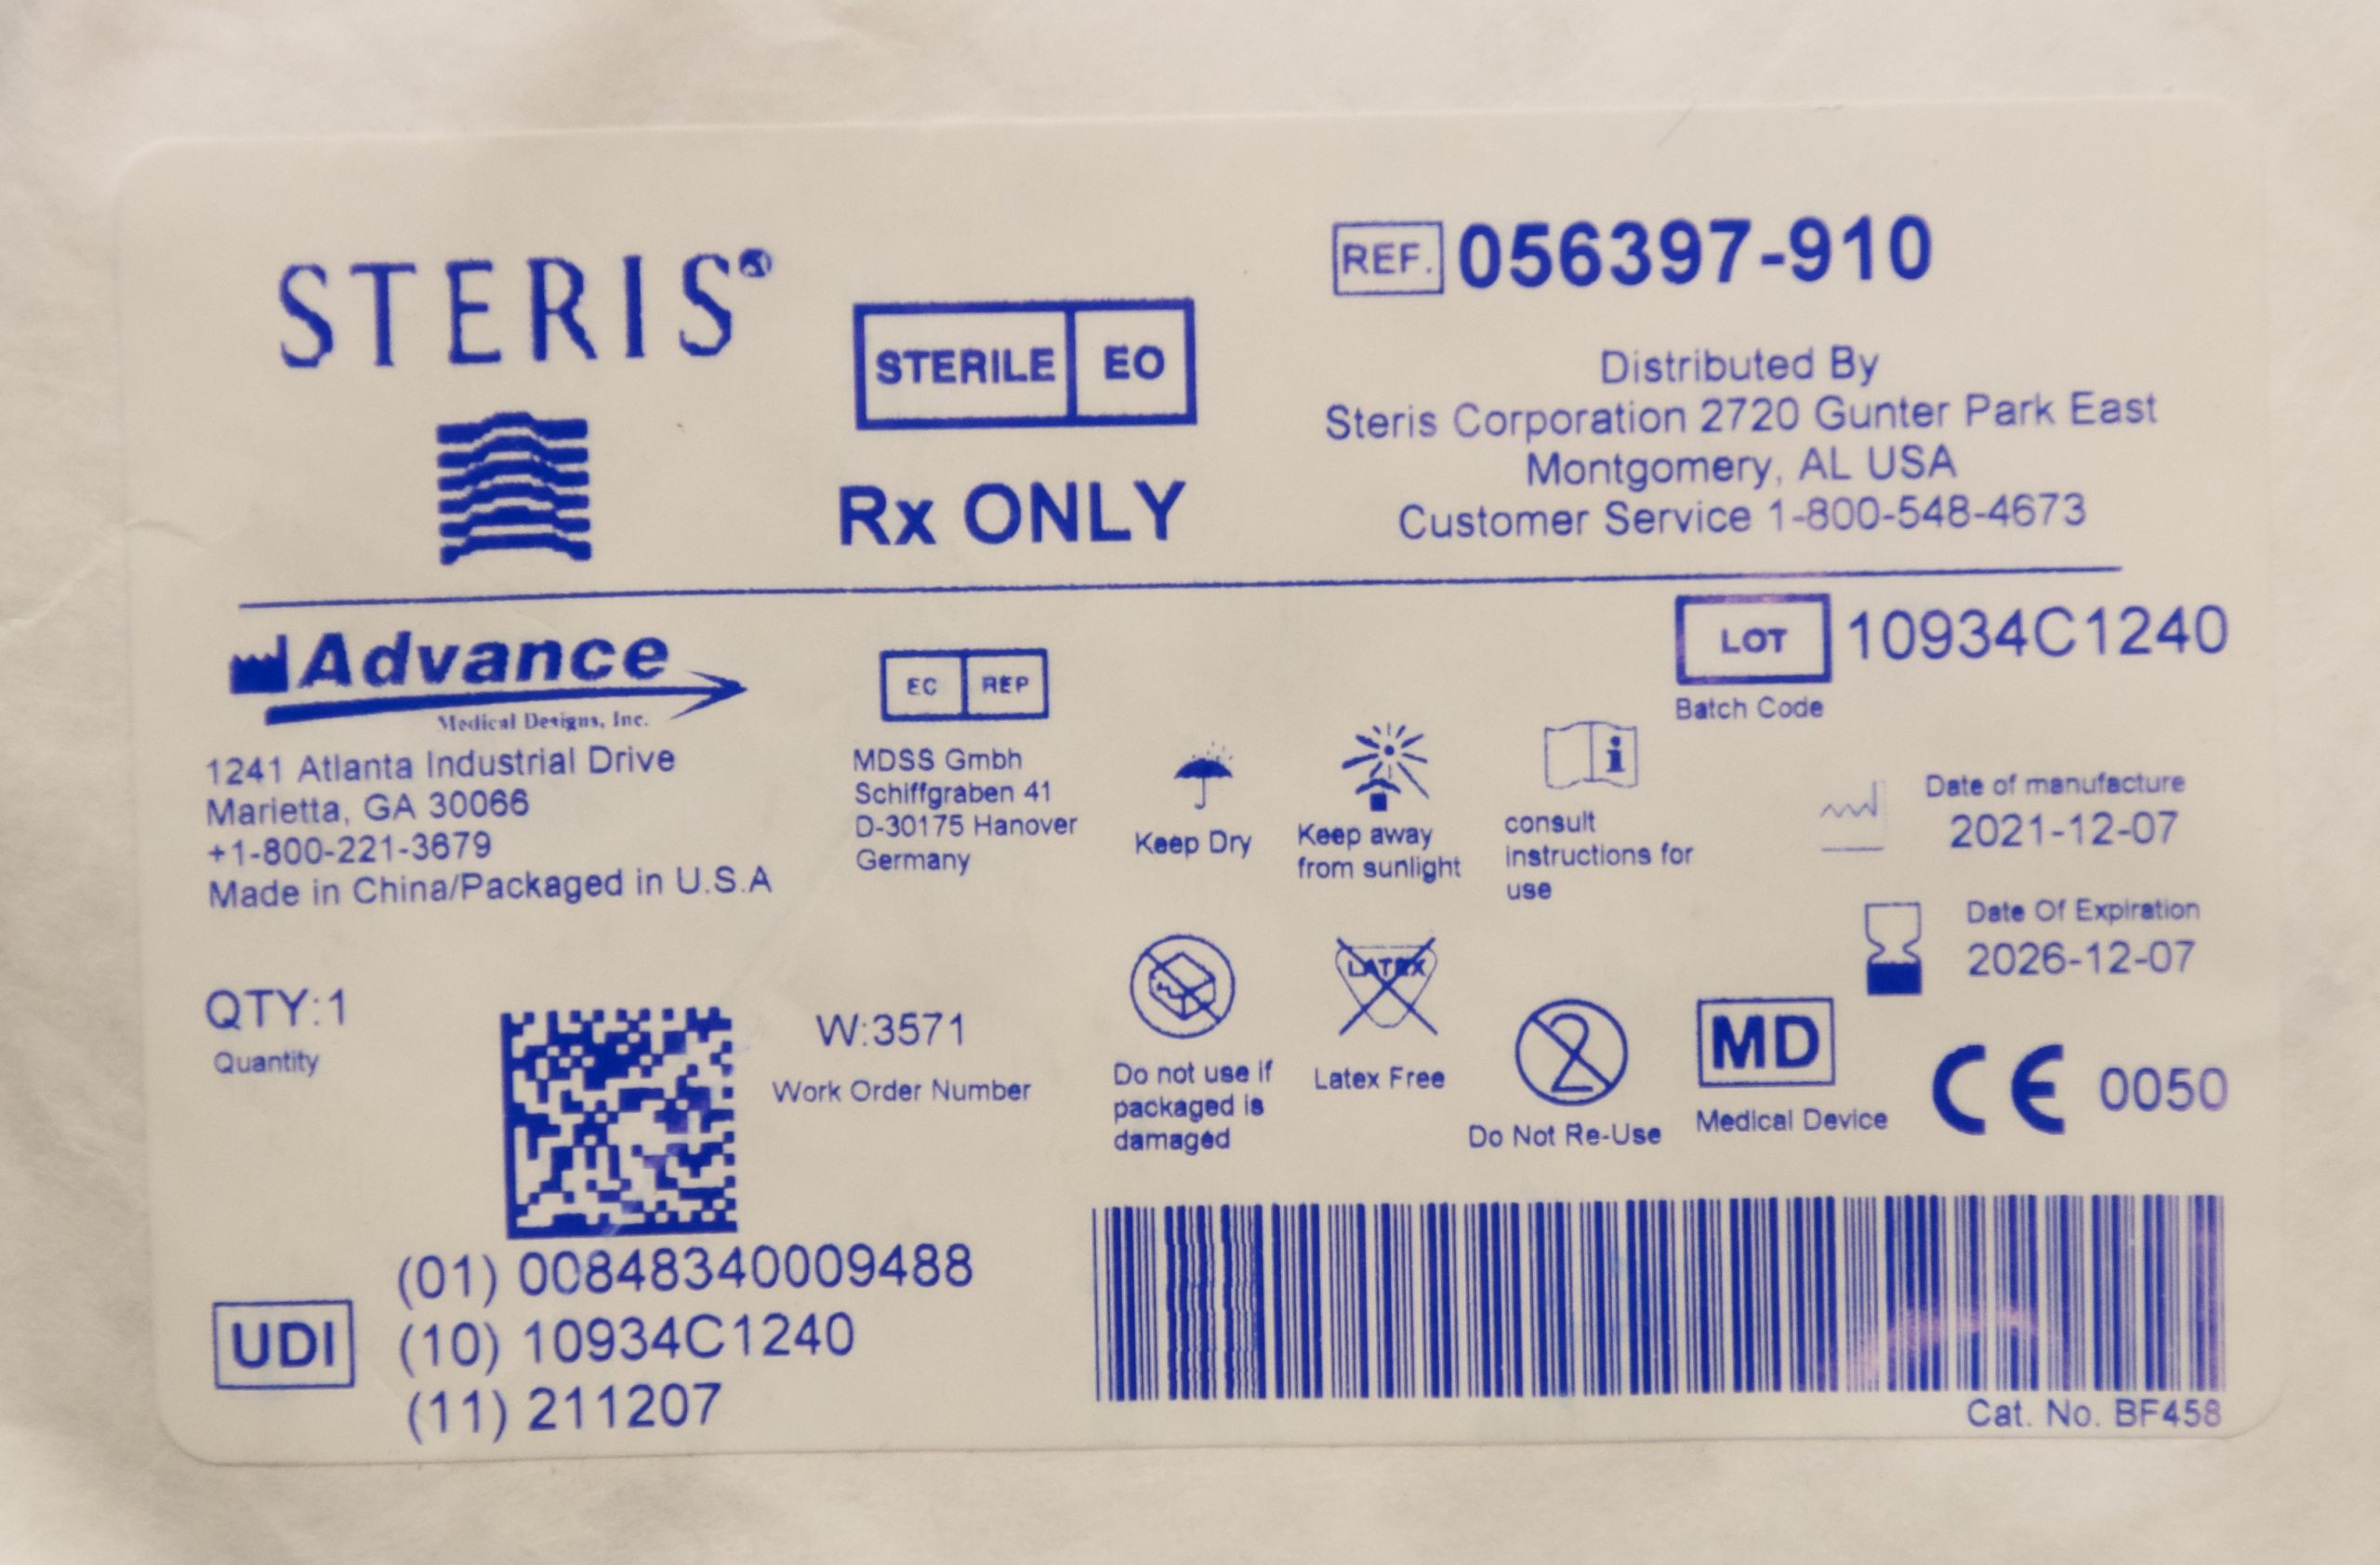 STERIS®
STERILE EO
Rx ONLY
REF. 056397-910
Distributed By
Steris Corporation 2720 Gunter Park East
Montgomery, AL USA
Customer Service 1-800-548-4673
Advance
Medical Designs, Inc.
1241 Atlanta Industrial Drive
Marietta, GA 30066
+1-800-221-3679
Made in China/Packaged in U.S.A
EC REP
MDSS Gmbh
Schiffgraben 41
D-30175 Hanover
Germany
Keep Dry
Keep away
from sunlight
i
consult
instructions for
use
LOT 10934C1240
Batch Code
Date of manufacture
2021-12-07
Date Of Expiration
2026-12-07
QTY:1
Quantity
W:3571
Work Order Number
Do not use if
packaged is
damaged
LATEX
Latex Free
2
Do Not Re-Use
MD
Medical Device
CE 0050
UDI
(01) 00848340009488
(10) 10934C1240
(11) 211207
Cat. No. BF458